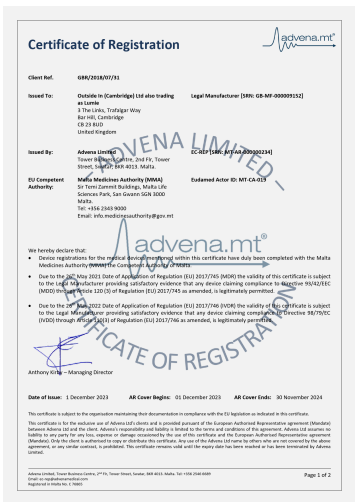 advena.mt®
Certificate of Registration
Client Ref. GBR/2018/07/31
Issued To: Outside In (Cambridge) Ltd also trading Legal Manufacturer [SRN: GB-MF-000009152]
as Lumie
3 The Links, Trafalgar Way
Bar Hill, Cambridge
CB 23 8UD
United Kingdom
Issued By: Advena Limited EC-REP [SRN: MT-AR-000000234]
Tower Business Centre, 2nd Flr, Tower
Street, Swatar, BKR 4013. Malta.
EU Competent Malta Medicines Authority (MMA) Eudamed Actor ID: MT-CA-019
Authority: Sir Temi Zammit Buildings, Malta Life
Sciences Park, San Gwann SGN 3000
Malta.
Tel: +356 2343 9000
Email: info.medicinesauthority@gov.mt
ADVENA LIMITED
advena.mt®
CERTIFICATE OF REGISTRATION
We hereby declare that:
• Device registrations for the medical devices mentioned within this certificate have duly been completed with the Malta
Medicines Authority (MMA) the Competent Authority of Malta.
• Due to the 26th May 2021 Date of Application of Regulation (EU) 2017/745 (MDR) the validity of this certificate is subject
to the Legal Manufacturer providing satisfactory evidence that any device claiming compliance to Directive 93/42/EEC
(MDD) through Article 120 (3) of Regulation (EU) 2017/745 as amended, is legitimately permitted.
• Due to the 26th May 2022 Date of Application of Regulation (EU) 2017/746 (IVDR) the validity of this certificate is subject
to the Legal Manufacturer providing satisfactory evidence that any device claiming compliance to Directive 98/79/EC
(IVDD) through Article 110(3) of Regulation (EU) 2017/746 as amended, is legitimately permitted.
Anthony Kirby – Managing Director
Date of Issue: 1 December 2023 AR Cover Begins: 01 December 2023 AR Cover Ends: 30 November 2024
This certificate is subject to the organisation maintaining their documentation in compliance with the EU legislation as indicated in this certificate.
This certificate is for the exclusive use of Advena Ltd's clients and is provided pursuant of the European Authorised Representative agreement (Mandate)
between Advena Ltd and the client. Advena's responsibility and liability is limited to the terms and conditions of this agreement. Advena Ltd assumes no
liability to any party for any loss, expense or damage occasioned by the use of this certificate and the European Authorised Representative agreement
(Mandate). Only the client is authorised to copy or distribute this certificate. Any use of the Advena Ltd name by others who are not covered by the above
agreement, or any similar contract, is prohibited. This certificate remains valid until the expiry date has been reached or has been terminated by Advena
Limited.
Advena Limited, Tower Business Centre, 2nd Flr, Tower Street, Swatar, BKR 4013- Malta. Tel: +356 2546 6689
Registered in Malta No: C 76865
Page 1 of 2